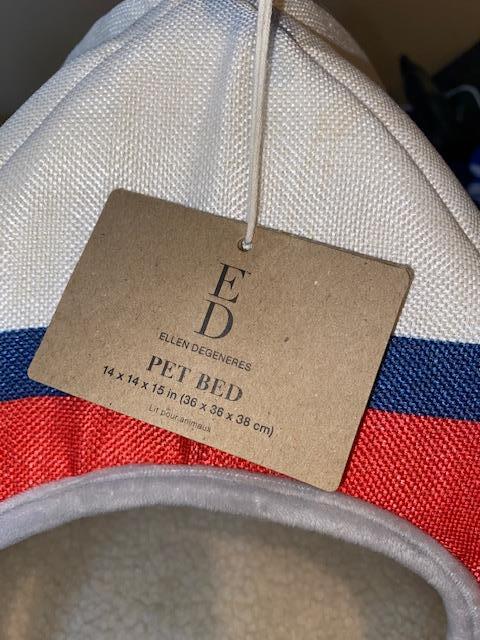 E
D
ELLEN DEGENERES
PET BED
14 x 14 x 15 in (36 x 36 x 38 cm)
Lit pour animaux